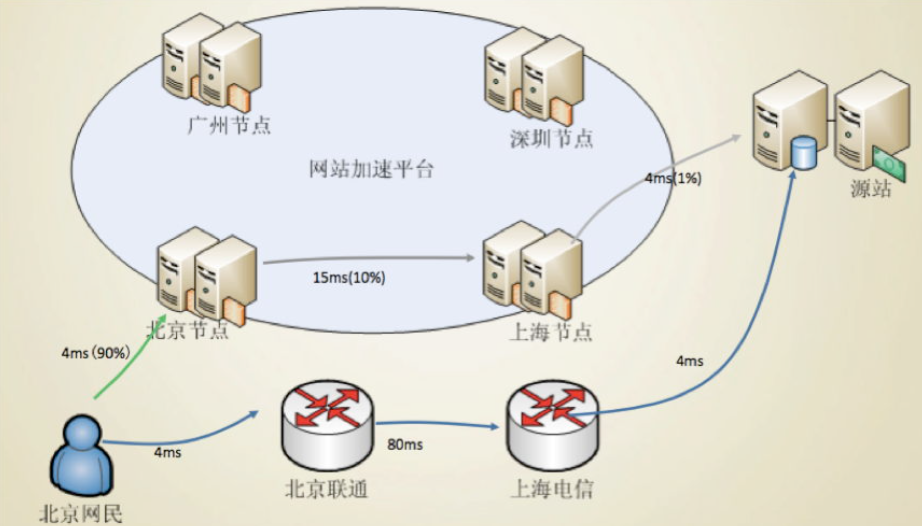 广州节点
深圳节点
网站加速平台
4ms(1%)
源站
15ms(10%)
北京节点
上海节点
4ms（90%）
4ms
4ms
80ms
北京联通
上海电信
北京网民